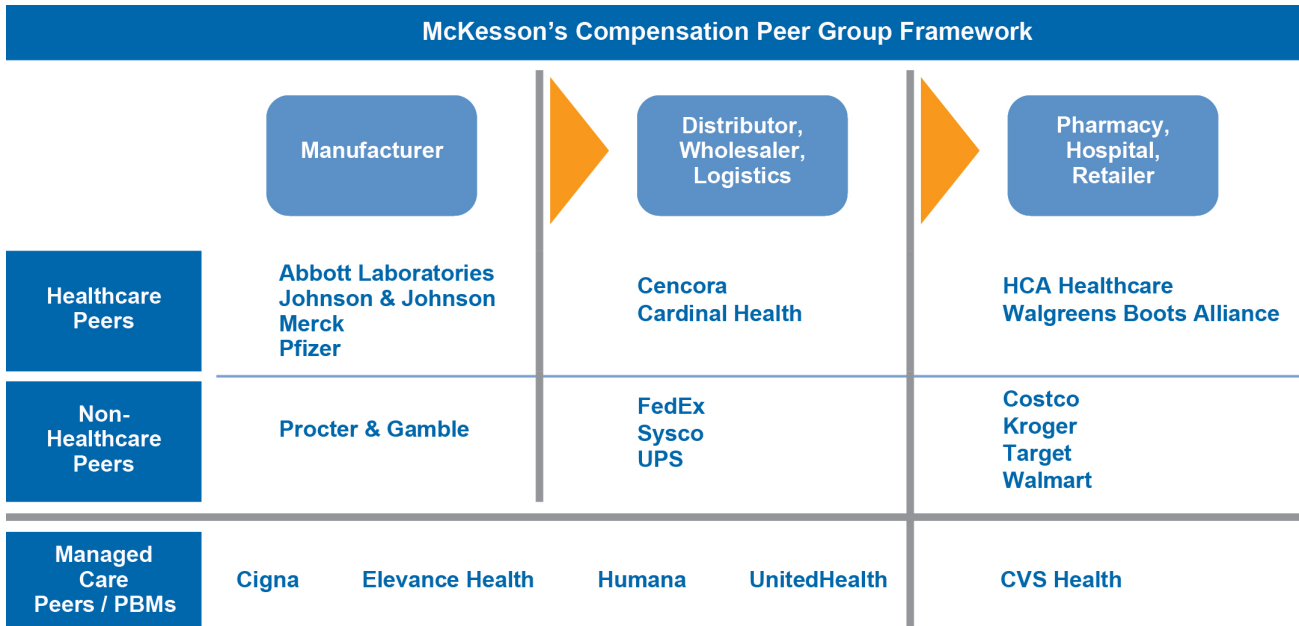 McKesson's Compensation Peer Group Framework
Manufacturer
Distributor,
Wholesaler,
Logistics
Pharmacy,
Hospital,
Retailer
Healthcare
Peers
Abbott Laboratories
Johnson & Johnson
Merck
Pfizer
Cencora
Cardinal Health
HCA Healthcare
Walgreens Boots Alliance
Non-
Healthcare
Peers
Procter & Gamble
FedEx
Sysco
UPS
Costco
Kroger
Target
Walmart
Managed
Care
Peers / PBMs
Cigna
Elevance Health
Humana
UnitedHealth
CVS Health